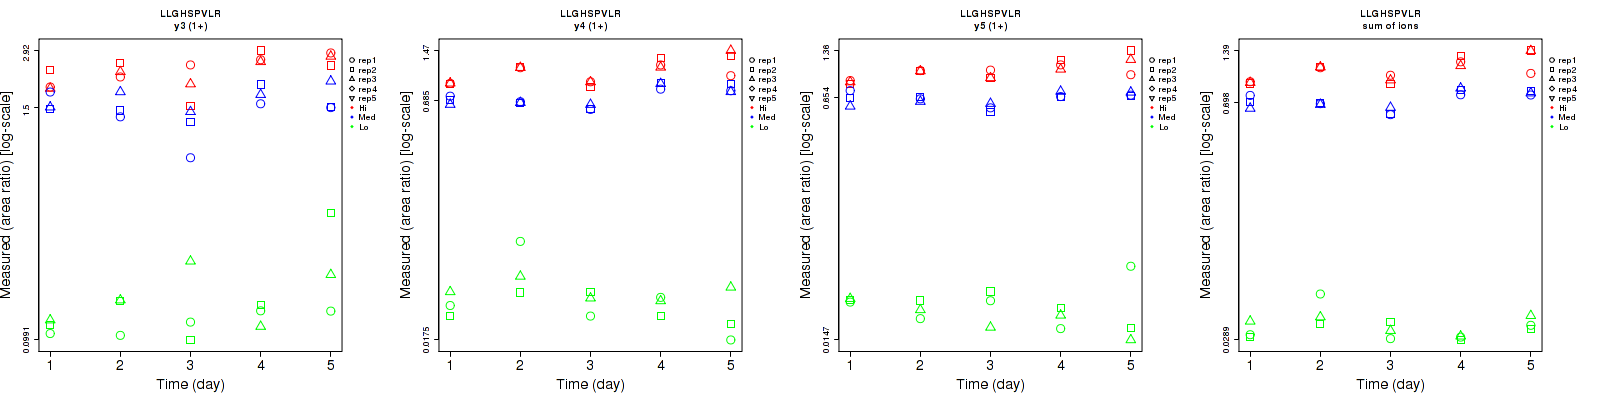 LLGHSPVLR
y3 (1+)
Measured (area ratio) [log-scale]
2.92
1.5
0.0991
1 2 3 4 5
Time (day)
rep1
rep2
rep3
rep4
rep5
Hi
Med
Lo
LLGHSPVLR
y4 (1+)
Measured (area ratio) [log-scale]
1.47
0.685
0.0175
1 2 3 4 5
Time (day)
rep1
rep2
rep3
rep4
rep5
Hi
Med
Lo
LLGHSPVLR
y5 (1+)
Measured (area ratio) [log-scale]
1.36
0.654
0.0147
1 2 3 4 5
Time (day)
rep1
rep2
rep3
rep4
rep5
Hi
Med
Lo
LLGHSPVLR
sum of ions
Measured (area ratio) [log-scale]
1.39
0.698
0.0289
1 2 3 4 5
Time (day)
rep1
rep2
rep3
rep4
rep5
Hi
Med
Lo